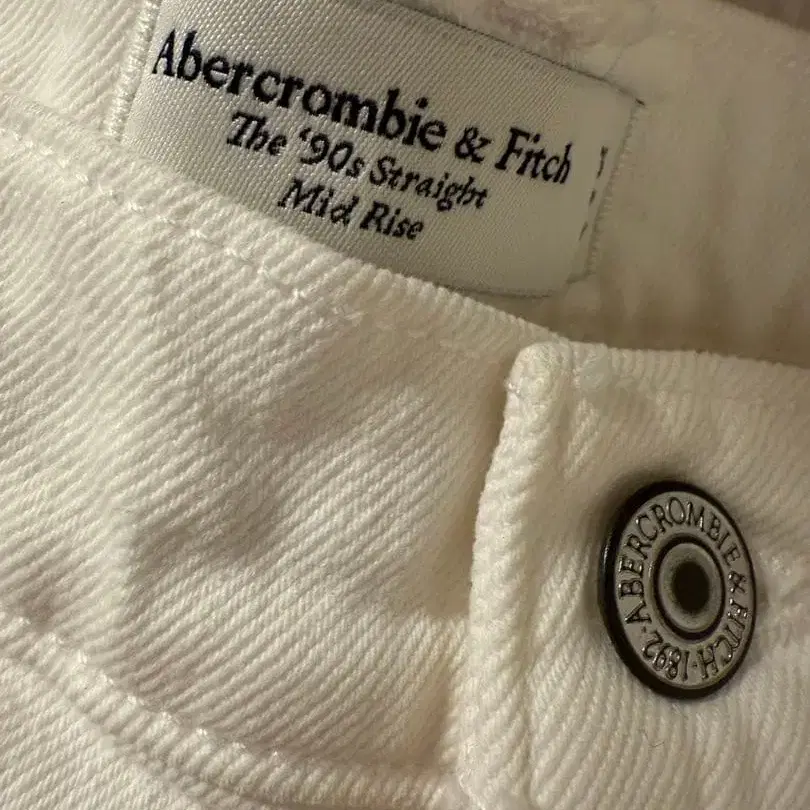 Abercrombie & Fitch
The ‘90s Straight
Mid Rise
ABERCROMBIE & FITCH · 1892 ·